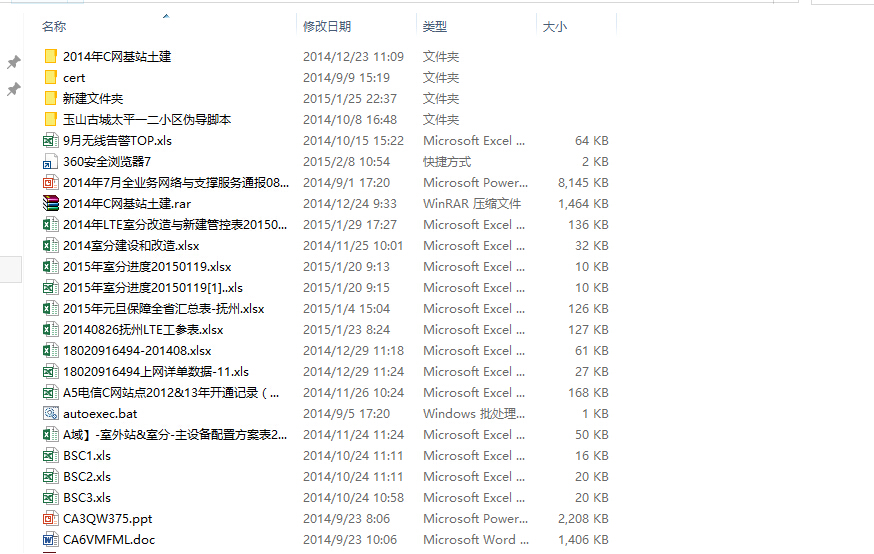 名称 修改日期 类型 大小
2014年C网基站土建 2014/12/23 11:09 文件夹
cert 2014/9/9 15:19 文件夹
新建文件夹 2015/1/25 22:37 文件夹
玉山古城太平一二小区伪导脚本 2014/10/8 16:48 文件夹
9月无线告警TOP.xls 2014/10/15 15:22 Microsoft Excel ... 64 KB
360安全浏览器7 2015/2/8 10:54 快捷方式 2 KB
2014年7月全业务网络与支撑服务通报08... 2014/9/1 17:20 Microsoft Power... 8,145 KB
2014年C网基站土建.rar 2014/12/24 9:33 WinRAR 压缩文件 1,464 KB
2014年LTE室分改造与新建管控表20150... 2015/1/29 17:27 Microsoft Excel ... 136 KB
2014室分建设和改造.xlsx 2014/11/25 10:01 Microsoft Excel ... 32 KB
2015年室分进度20150119.xlsx 2015/1/20 9:13 Microsoft Excel ... 10 KB
2015年室分进度20150119[1]..xls 2015/1/20 9:15 Microsoft Excel ... 10 KB
2015年元旦保障全省汇总表-抚州.xlsx 2015/1/4 15:04 Microsoft Excel ... 126 KB
20140826抚州LTE工参表.xlsx 2015/1/23 8:24 Microsoft Excel ... 127 KB
18020916494-201408.xlsx 2014/12/29 11:18 Microsoft Excel ... 61 KB
18020916494上网详单数据-11.xls 2014/12/29 11:24 Microsoft Excel ... 27 KB
A5电信C网站点2012&13年开通记录（... 2014/11/26 10:24 Microsoft Excel ... 168 KB
autoexec.bat 2014/9/5 17:20 Windows 批处理... 1 KB
A域】-室外站&室分-主设备配置方案表2... 2014/11/24 11:24 Microsoft Excel ... 50 KB
BSC1.xls 2014/10/24 11:11 Microsoft Excel ... 16 KB
BSC2.xls 2014/10/24 11:11 Microsoft Excel ... 20 KB
BSC3.xls 2014/10/24 10:58 Microsoft Excel ... 20 KB
CA3QW375.ppt 2014/9/23 8:06 Microsoft Power... 2,208 KB
CA6VMFML.doc 2014/9/23 10:06 Microsoft Word ... 1,406 KB